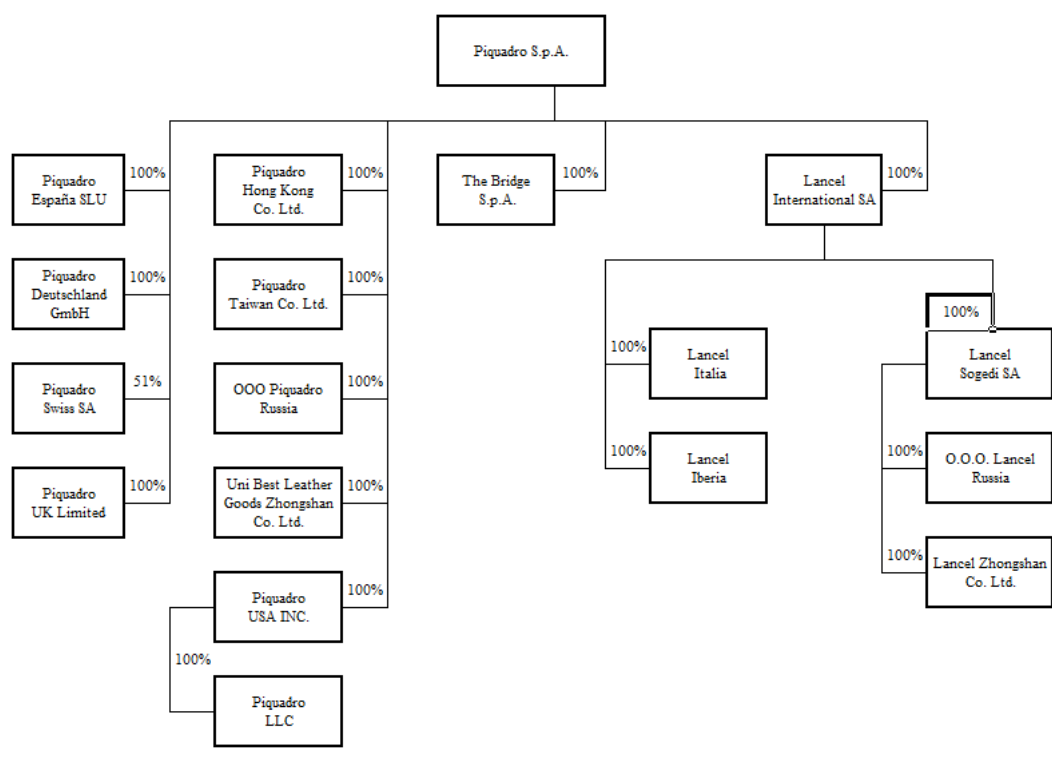 Piquadro S.p.A.
100%
Piquadro
España SLU
100%
Piquadro
Hong Kong
Co. Ltd.
100%
The Bridge
S.p.A.
100%
Lancel
International SA
100%
Piquadro
Deutschland
GmbH
100%
Piquadro
Taiwan Co. Ltd.
100%
100%
Lancel
Italia
Lancel
Sogedi SA
51%
Piquadro
Swiss SA
100%
OOO Piquadro
Russia
100%
Lancel
Iberia
100%
O.O.O. Lancel
Russia
100%
Piquadro
UK Limited
100%
Uni Best Leather
Goods Zhongshan
Co. Ltd.
100%
Lancel Zhongshan
Co. Ltd.
100%
Piquadro
USA INC.
100%
Piquadro
LLC